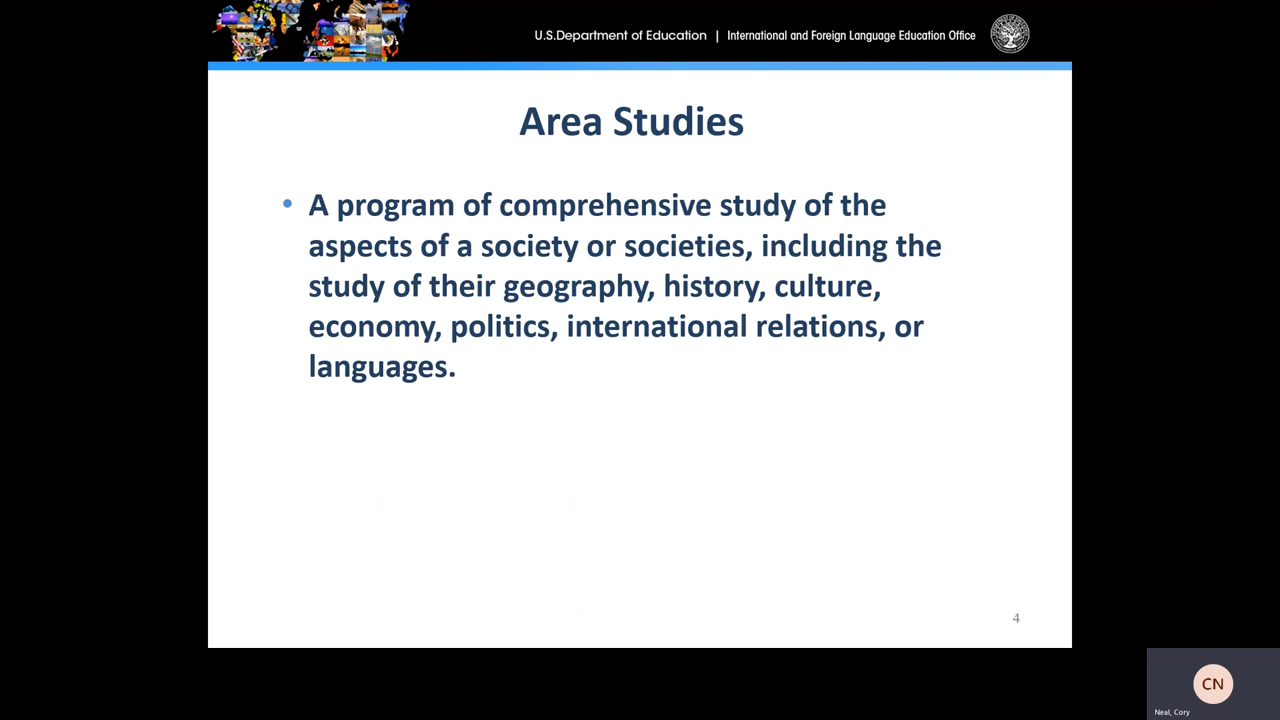 U.S.Department of Education | International and Foreign Language Education Office
Area Studies
• A program of comprehensive study of the
aspects of a society or societies, including the
study of their geography, history, culture,
economy, politics, international relations, or
languages.
4
CN
Neal, Cory